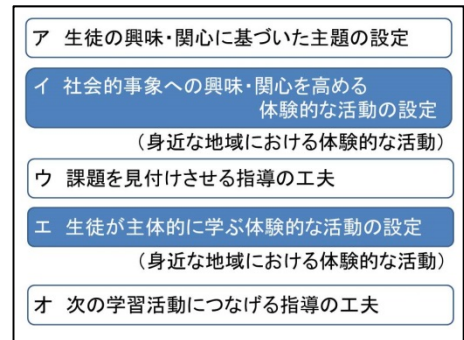 ア 生徒の興味・関心に基づいた主題の設定
イ 社会的事象への興味・関心を高める
体験的な活動の設定
（身近な地域における体験的な活動）
ウ 課題を見付けさせる指導の工夫
エ 生徒が主体的に学ぶ体験的な活動の設定
（身近な地域における体験的な活動）
オ 次の学習活動につなげる指導の工夫